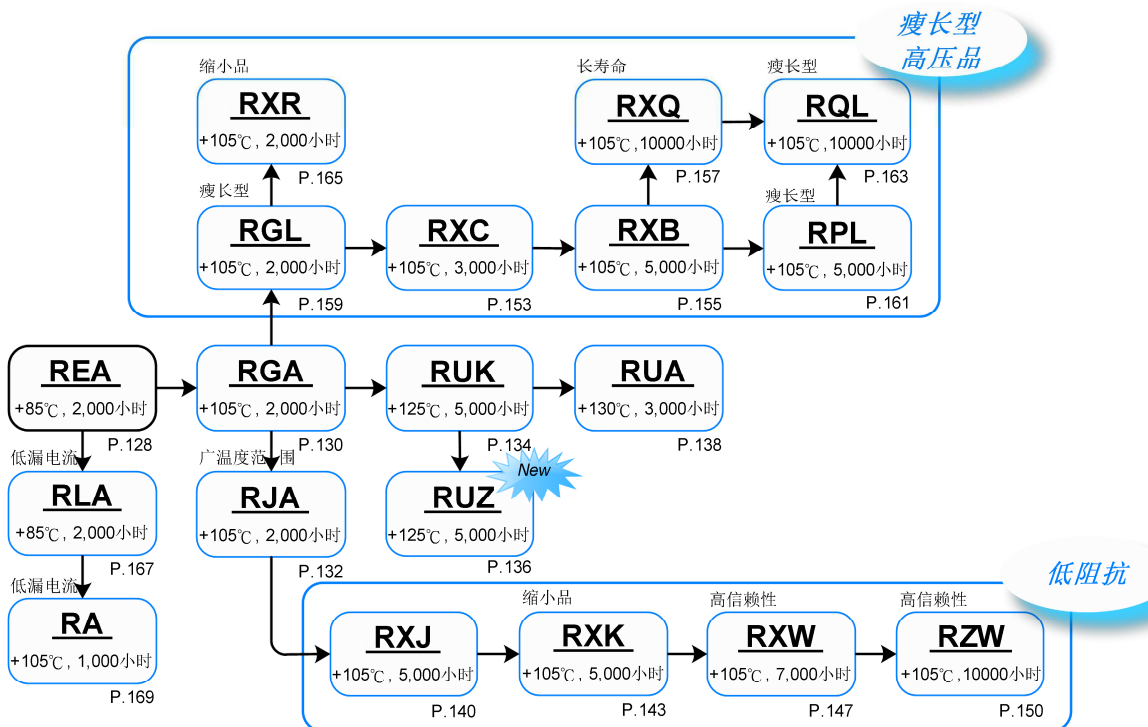 瘦长型
高压品
缩小品
RXR
+105℃, 2,000小时
P.165
长寿命
RXQ
+105℃,10000小时
P.157
瘦长型
RQL
+105℃,10000小时
P.163
瘦长型
RGL
+105℃, 2,000小时
P.159
RXC
+105℃, 3,000小时
P.153
RXB
+105℃, 5,000小时
P.155
瘦长型
RPL
+105℃, 5,000小时
P.161
REA
+85℃, 2,000小时
P.128
RGA
+105℃, 2,000小时
P.130
RUK
+125℃, 5,000小时
P.134
RUA
+130℃, 3,000小时
P.138
低漏电流
RLA
+85℃, 2,000小时
P.167
广温度范围
RJA
+105℃, 2,000小时
P.132
New
RUZ
+125℃, 5,000小时
P.136
低漏电流
RA
+105℃, 1,000小时
P.169
低阻抗
RXJ
+105℃, 5,000小时
P.140
缩小品
RXK
+105℃, 5,000小时
P.143
高信赖性
RXW
+105℃, 7,000小时
P.147
高信赖性
RZW
+105℃, 10000小时
P.150